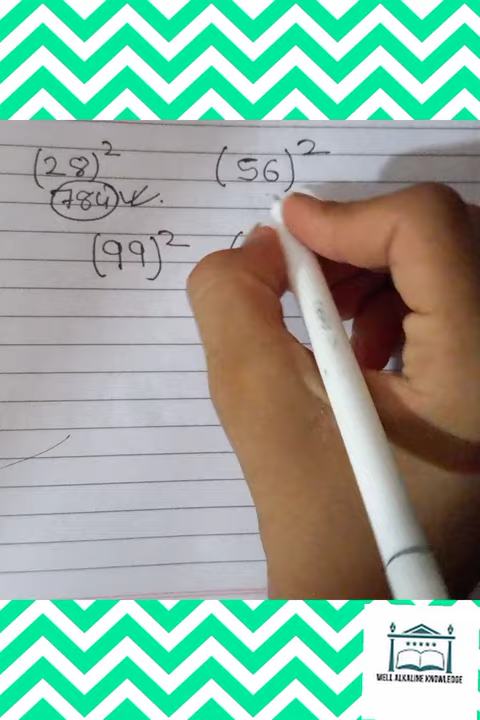 (28)² (56)²
784
(99)² (
WELL ALKALINE KNOWLEDGE